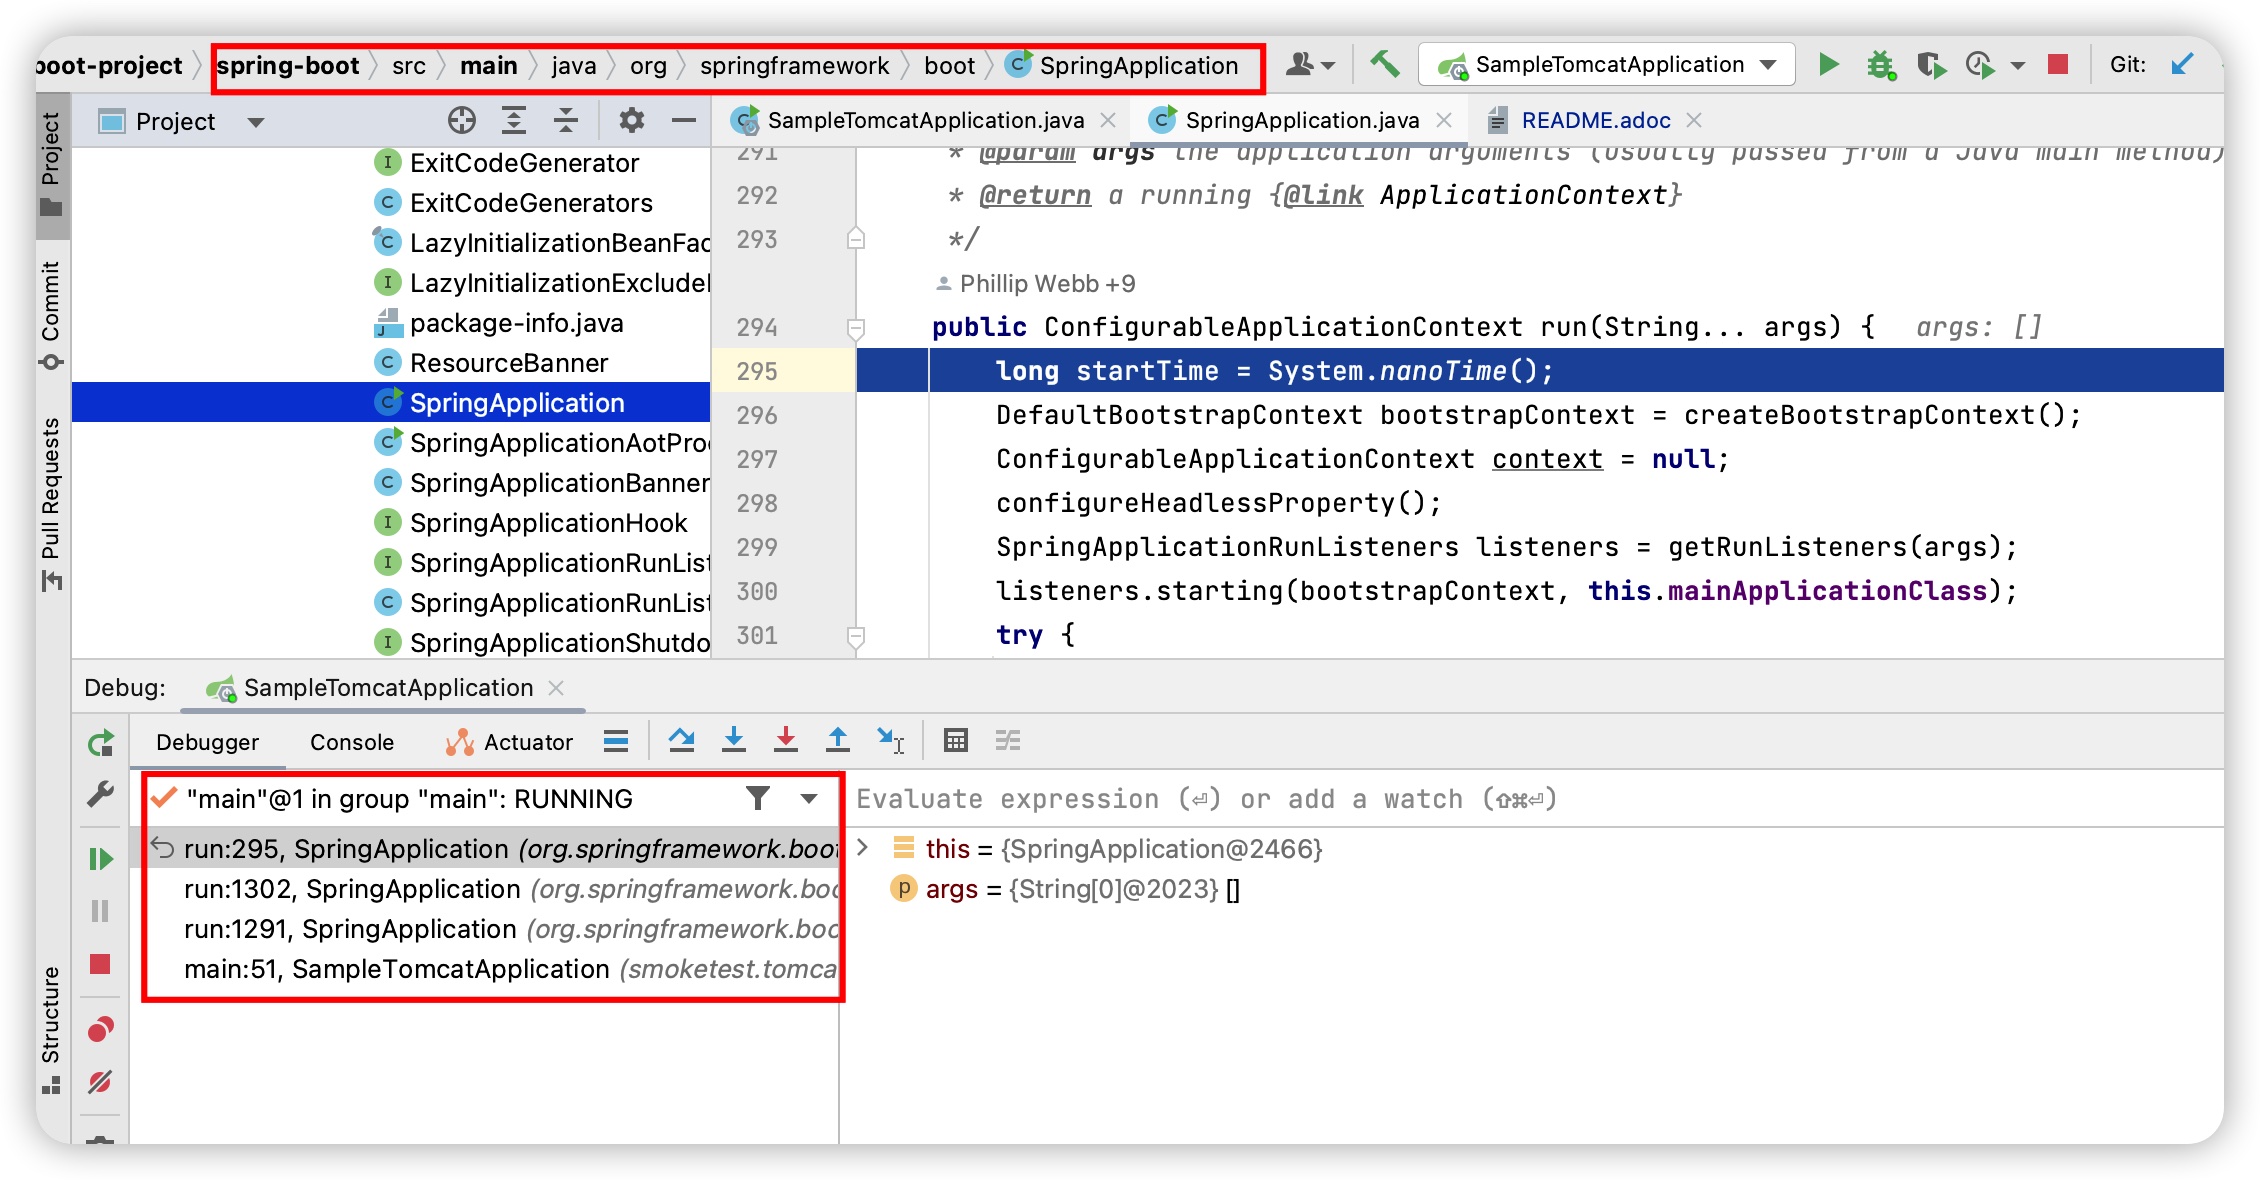 boot-project spring-boot src main java org springframework boot SpringApplication SampleTomcatApplication Git:
Project
SampleTomcatApplication.java SpringApplication.java README.adoc
Project
Commit
Pull Requests
Structure
ExitCodeGenerator
ExitCodeGenerators
LazyInitializationBeanFac
LazyInitializationExclude
package-info.java
ResourceBanner
SpringApplication
SpringApplicationAotPro
SpringApplicationBanner
SpringApplicationHook
SpringApplicationRunList
SpringApplicationRunList
SpringApplicationShutdo
291 * @param args the application arguments (usually passed from a Java main method)
292 * @return a running {@link ApplicationContext}
293 */
Phillip Webb +9
294 public ConfigurableApplicationContext run(String... args) { args: []
295 long startTime = System.nanoTime();
296 DefaultBootstrapContext bootstrapContext = createBootstrapContext();
297 ConfigurableApplicationContext context = null;
298 configureHeadlessProperty();
299 SpringApplicationRunListeners listeners = getRunListeners(args);
300 listeners.starting(bootstrapContext, this.mainApplicationClass);
301 try {
Debug: SampleTomcatApplication
Debugger Console Actuator
"main"@1 in group "main": RUNNING
run:295, SpringApplication (org.springframework.boot
run:1302, SpringApplication (org.springframework.boo
run:1291, SpringApplication (org.springframework.boo
main:51, SampleTomcatApplication (smoketest.tomca
Evaluate expression (⏎) or add a watch (⇧⌘⏎)
this = {SpringApplication@2466}
args = {String[0]@2023} []